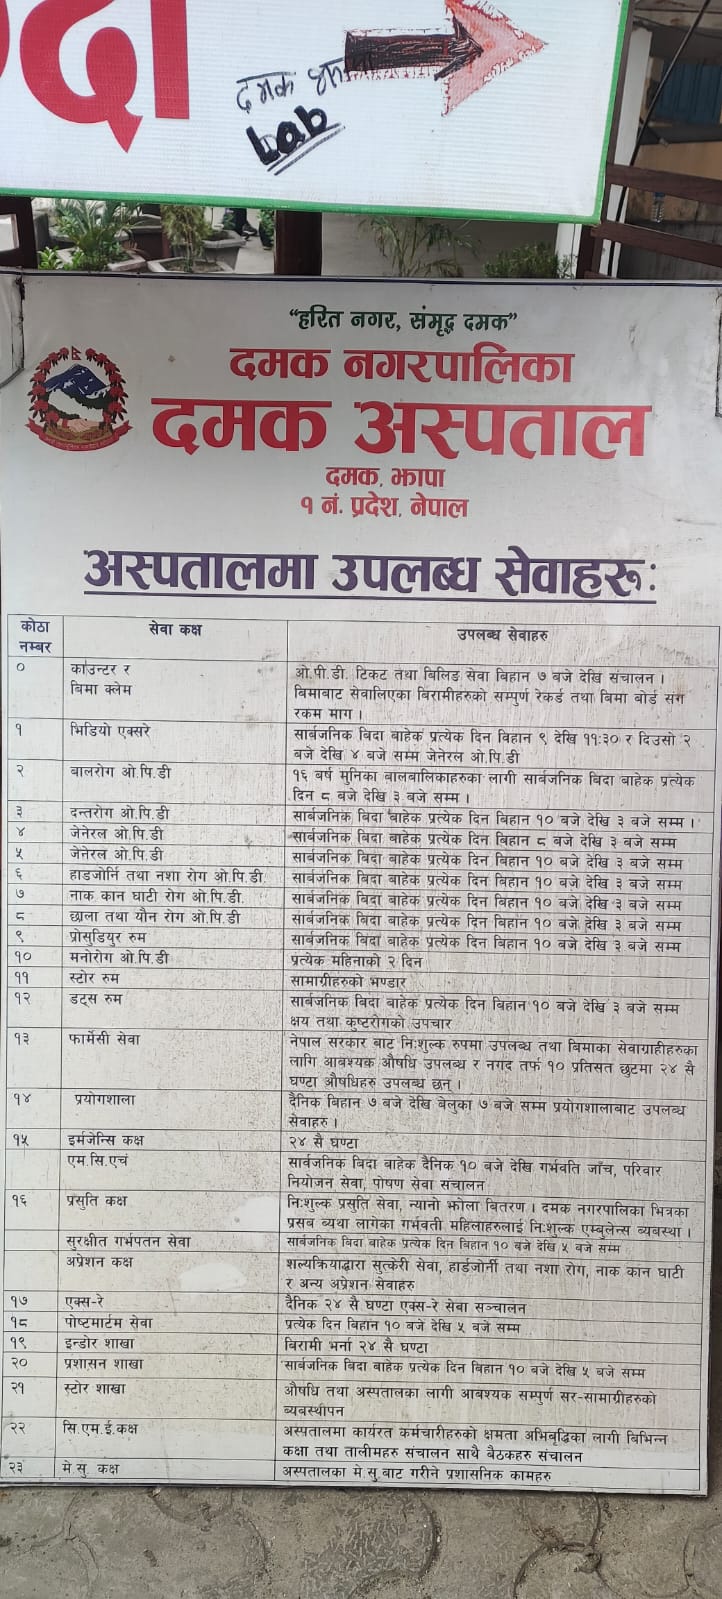 दमक
Lab
“हरित नगर, संमृद्ध दमक”
दमक नगरपालिका
दमक अस्पताल
दमक, झापा
१ नं. प्रदेश, नेपाल
अस्पतालमा उपलब्ध सेवाहरुः
कोठा नम्बर सेवा कक्ष उपलब्ध सेवाहरु
० काउन्टर र ओ.पी.डी. टिकट तथा बिलिङ सेवा बिहान ७ बजे देखि संचालन ।
बिमा क्लेम बिमाबाट सेवालिएका बिरामीहरुको सम्पुर्ण रेकर्ड तथा बिमा बोर्ड संग
रकम माग ।
१ भिडियो एक्सरे सार्बजनिक बिदा बाहेक प्रत्येक दिन विहान ९ देखि ११:३० र दिउसो २
बजे देखि ४ बजे सम्म जेनेरल ओ.पी.डी
२ बालरोग ओ.पि.डी १६ बर्ष मुनिका बालबालिकाहरुका लागी सार्बजनिक बिदा बाहेक प्रत्येक
दिन ८ बजे देखि ३ बजे सम्म ।
३ दन्तरोग ओ.पि.डी सार्बजनिक बिदा बाहेक प्रत्येक दिन बिहान १० बजे देखि ३ बजे सम्म ।
४ जेनेरल ओ.पि.डी सार्बजनिक बिदा बाहेक प्रत्येक दिन बिहान ८ बजे देखि ३ बजे सम्म
५ जेनेरल ओ.पि.डी सार्बजनिक बिदा बाहेक प्रत्येक दिन बिहान १० बजे देखि ३ बजे सम्म
६ हाडजोर्नि तथा नशा रोग ओ.पि.डी. सार्बजनिक बिदा बाहेक प्रत्येक दिन बिहान १० बजे देखि ३ बजे सम्म
७ नाक कान घाटी रोग ओ.पि.डी. सार्बजनिक बिदा बाहेक प्रत्येक दिन बिहान १० बजे देखि ३ बजे सम्म
८ छाला तथा यौन रोग ओ.पि.डी सार्बजनिक बिदा बाहेक प्रत्येक दिन बिहान १० बजे देखि ३ बजे सम्म
९ प्रोसुडियुर रुम सार्बजनिक बिदा बाहेक प्रत्येक दिन बिहान १० बजे देखि ३ बजे सम्म
१० मनोरोग ओ.पि.डी प्रत्येक महिनाको २ दिन
११ स्टोर रुम सामाग्रीहरुको भण्डार
१२ डट्स रुम सार्बजनिक बिदा बाहेक प्रत्येक दिन बिहान १० बजे देखि ३ बजे सम्म
क्षय तथा कुष्टरोगको उपचार
१३ फार्मेसी सेवा नेपाल सरकार बाट निःशुल्क रुपमा उपलब्ध तथा बिमाका सेवाग्राहीहरुका
लागि आबश्यक औषधि उपलब्ध र नगद तर्फ १० प्रतिसत छुटमा २४ सै
घण्टा औषधिहरु उपलब्ध छन् ।
१४ प्रयोगशाला दैनिक बिहान ७ बजे देखि बेलुका ७ बजे सम्म प्रयोगशालाबाट उपलब्ध
सेवाहरु ।
१५ इर्मजेन्सि कक्ष २४ सै घण्टा
एम.सि.एचं सार्बजनिक बिदा बाहेक दैनिक १० बजे देखि गर्भवति जाँच, परिवार
नियोजन सेवा, पोषण सेवा संचालन
१६ प्रसुति कक्ष निःशुल्क प्रसुति सेवा, न्यानो झोला बितरण । दमक नगरपालिका भित्रका
प्रसब ब्यथा लागेका गर्भवती महिलाहरुलाई निःशुल्क एम्बुलेन्स ब्यवस्था ।
सुरक्षीत गर्भपतन सेवा सार्बजनिक बिदा बाहेक प्रत्येक दिन बिहान १० बजे देखि ५ बजे सम्म
अप्रेशन कक्ष शल्यक्रियाद्धारा सुत्केरी सेवा, हार्डजोर्नी तथा नशा रोग, नाक कान घाटी
र अन्य अप्रेशन सेवाहरु
१७ एक्स-रे दैनिक २४ सै घण्टा एक्स-रे सेवा सञ्चालन
१८ पोष्टमार्टम सेवा प्रत्येक दिन बिहान १० बजे देखि ५ बजे सम्म
१९ इन्डोर शाखा बिरामी भर्ना २४ सै घण्टा
२० प्रशासन शाखा सार्बजनिक बिदा बाहेक प्रत्येक दिन बिहान १० बजे देखि ५ बजे सम्म
२१ स्टोर शाखा औषधि तथा अस्पतालका लागी आबश्यक सम्पुर्ण सर-सामाग्रीहरुको
ब्यबस्थीपन
२२ सि.एम.ई.कक्ष अस्पतालमा कार्यरत कर्मचारीहरुको क्षमता अभिबृद्धिका लागी बिभिन्न
कक्षा तथा तालीमहरु संचालन साथै बैठकहरु संचालन
२३ मे.सु. कक्ष अस्पतालका मे.सु.बाट गरीने प्रशासनिक कामहरु